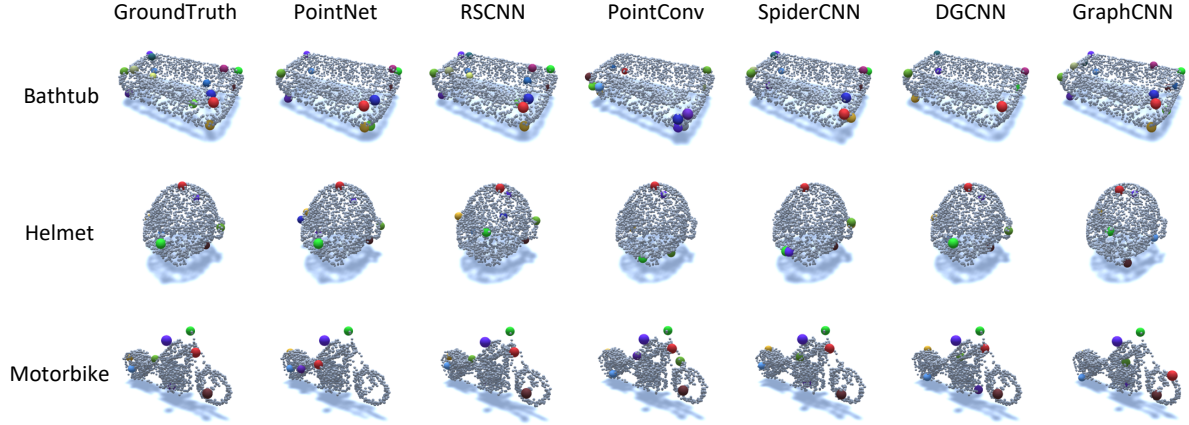 GroundTruth PointNet RSCNN PointConv SpiderCNN DGCNN GraphCNN
Bathtub
Helmet
Motorbike